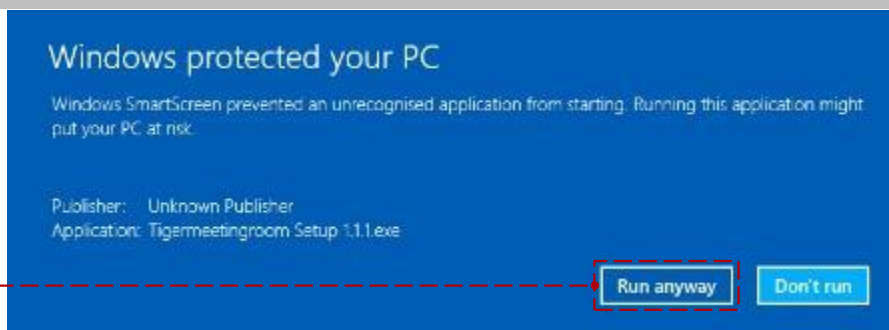 Windows protected your PC
Windows SmartScreen prevented an unrecognised application from starting. Running this application might
put your PC at risk.
Publisher: Unknown Publisher
Application: Tigermeetingroom Setup 1.1.1.exe
Run anyway Don't run